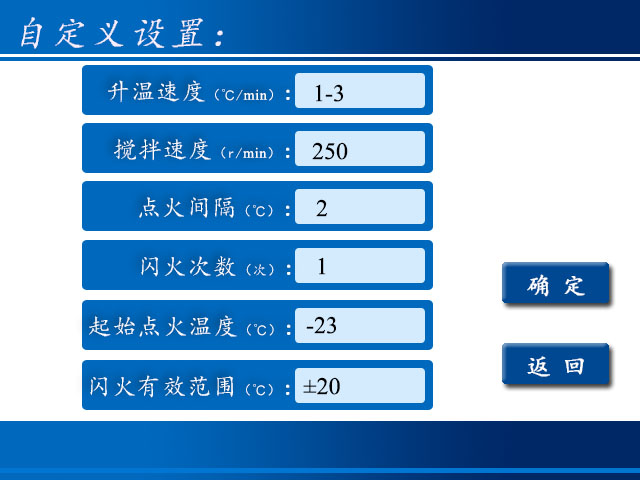 自定义设置：
升温速度（℃/min）：1-3
搅拌速度（r/min）：250
点火间隔（℃）：2
闪火次数（次）：1
确 定
起始点火温度（℃）：-23
返 回
闪火有效范围（℃）：±20